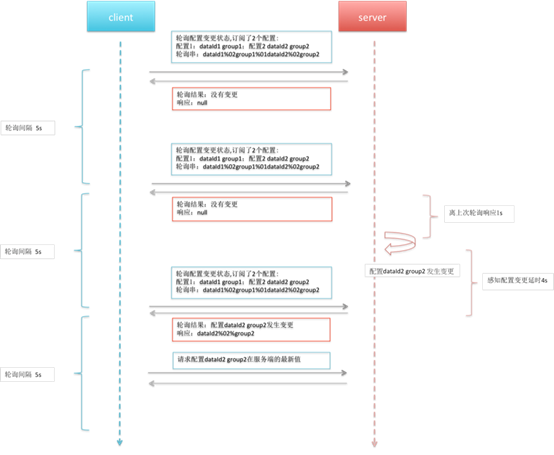 client
server
轮询配置变更状态,订阅了2个配置:
配置1：dataId1 group1；配置2 dataId2 group2
轮询串：dataId1%02group1%01dataId2%02group2
轮询结果：没有变更
响应：null
轮询间隔 5s
轮询配置变更状态,订阅了2个配置:
配置1：dataId1 group1；配置2 dataId2 group2
轮询串：dataId1%02group1%01dataId2%02group2
轮询结果：没有变更
响应：null
离上次轮询响应1s
轮询间隔 5s
配置dataId2 group2 发生变更
感知配置变更延时4s
轮询配置变更状态,订阅了2个配置:
配置1：dataId1 group1；配置2 dataId2 group2
轮询串：dataId1%02group1%01dataId2%02group2
轮询结果：配置dataId2 group2发生变更
响应：dataId2%02%group2
请求配置dataId2 group2在服务端的最新值
轮询间隔 5s